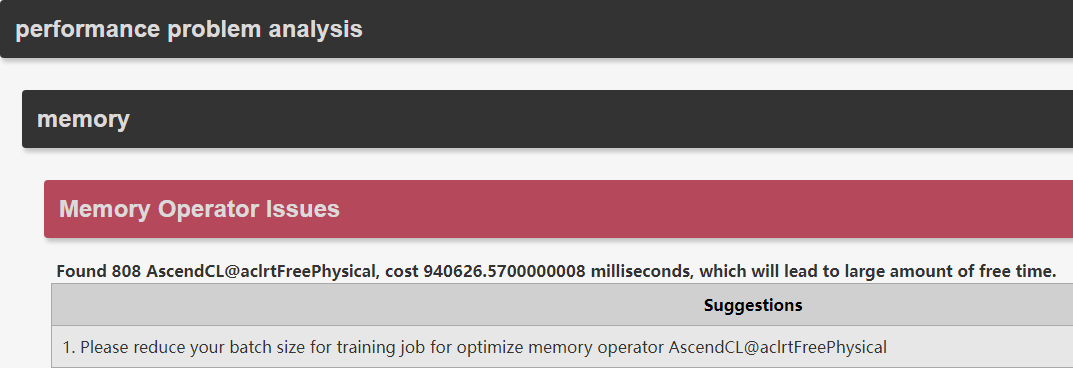 performance problem analysis
memory
Memory Operator Issues
Found 808 AscendCL@aclrtFreePhysical, cost 940626.5700000008 milliseconds, which will lead to large amount of free time.
Suggestions
1. Please reduce your batch size for training job for optimize memory operator AscendCL@aclrtFreePhysical